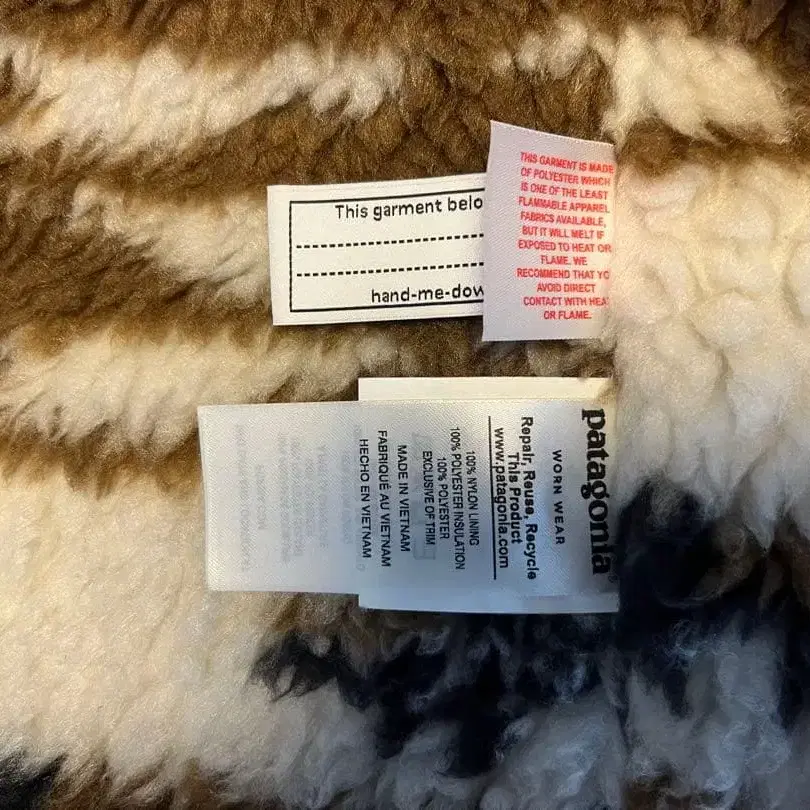 This garment belo
hand-me-dow
THIS GARMENT IS MADE
OF POLYESTER WHICH
IS ONE OF THE LEAST
FLAMMABLE APPAREL
FABRICS AVAILABLE,
BUT IT WILL MELT IF
EXPOSED TO HEAT OR
FLAME. WE
RECOMMEND THAT YO
AVOID DIRECT
CONTACT WITH HEA
OR FLAME.
patagonia®
WORN WEAR
Repair, Reuse, Recycle
This Product
www.patagonia.com
100% NYLON LINING
100% POLYESTER INSULATION
100% POLYESTER
EXCLUSIVE OF TRIM
MADE IN VIETNAM
FABRIQUÉ AU VIETNAM
HECHO EN VIETNAM